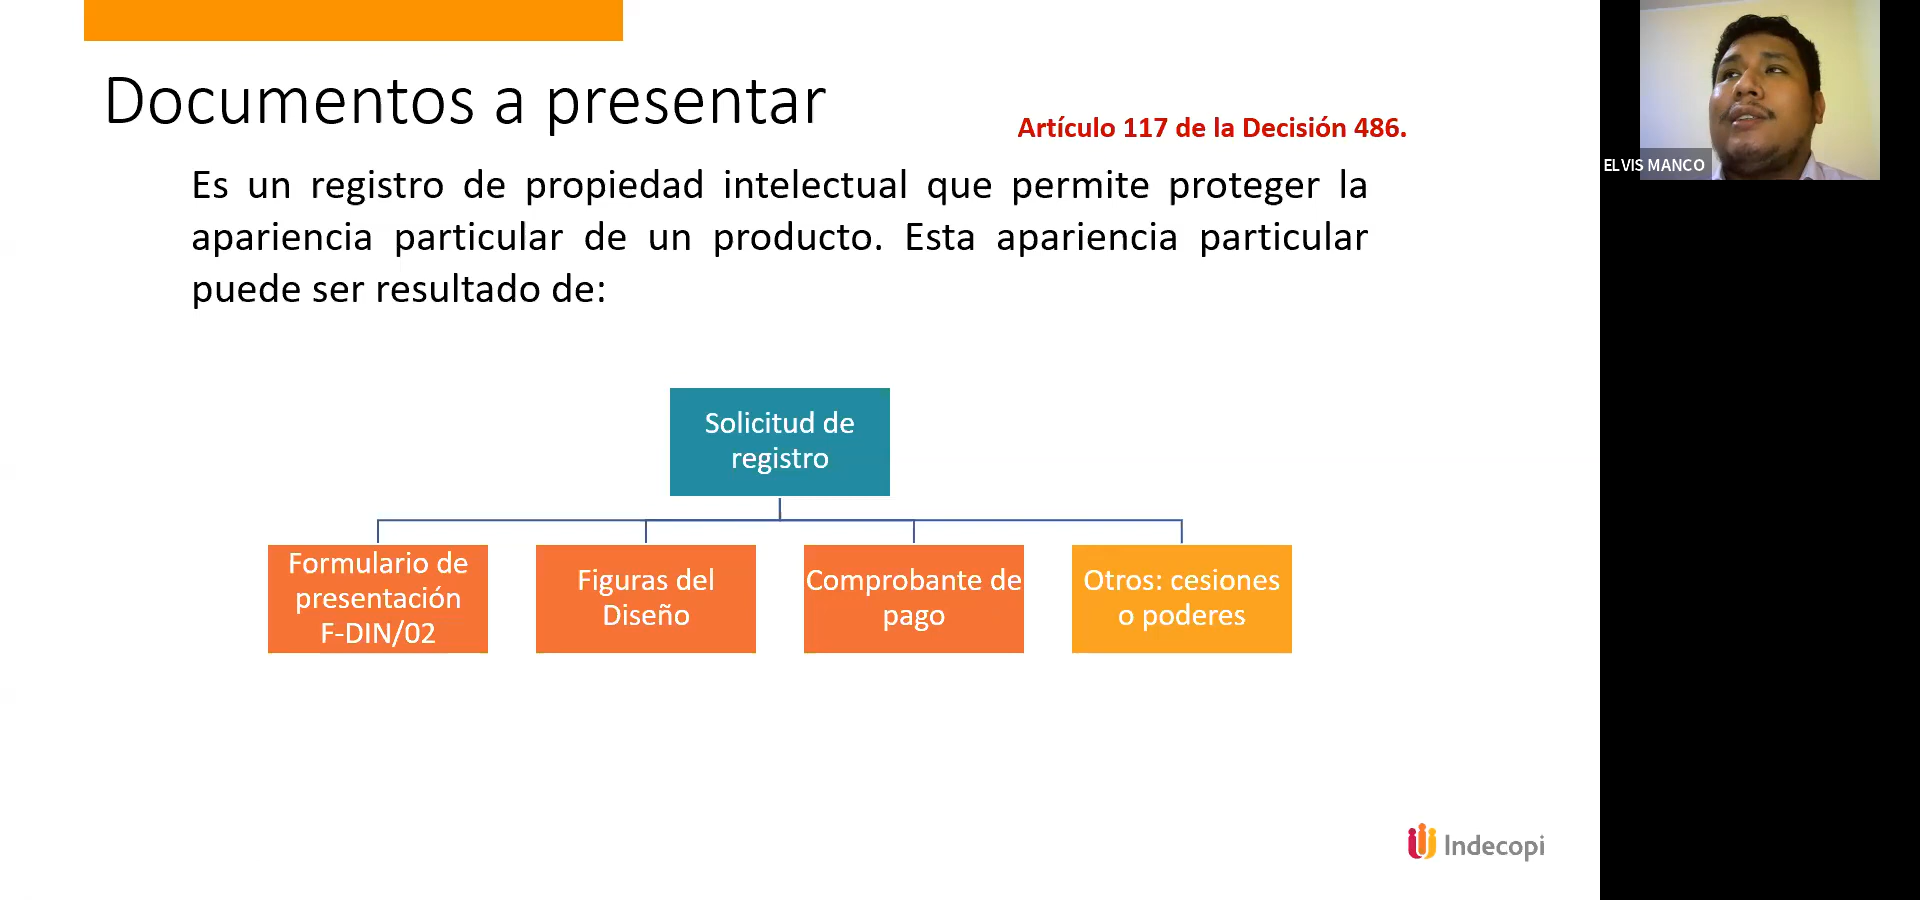 Documentos a presentar
Artículo 117 de la Decisión 486.
Es un registro de propiedad intelectual que permite proteger la
apariencia particular de un producto. Esta apariencia particular
puede ser resultado de:
Solicitud de
registro
Formulario de
presentación
F-DIN/02
Figuras del
Diseño
Comprobante de
pago
Otros: cesiones
o poderes
Indecopi
ELVIS MANCO